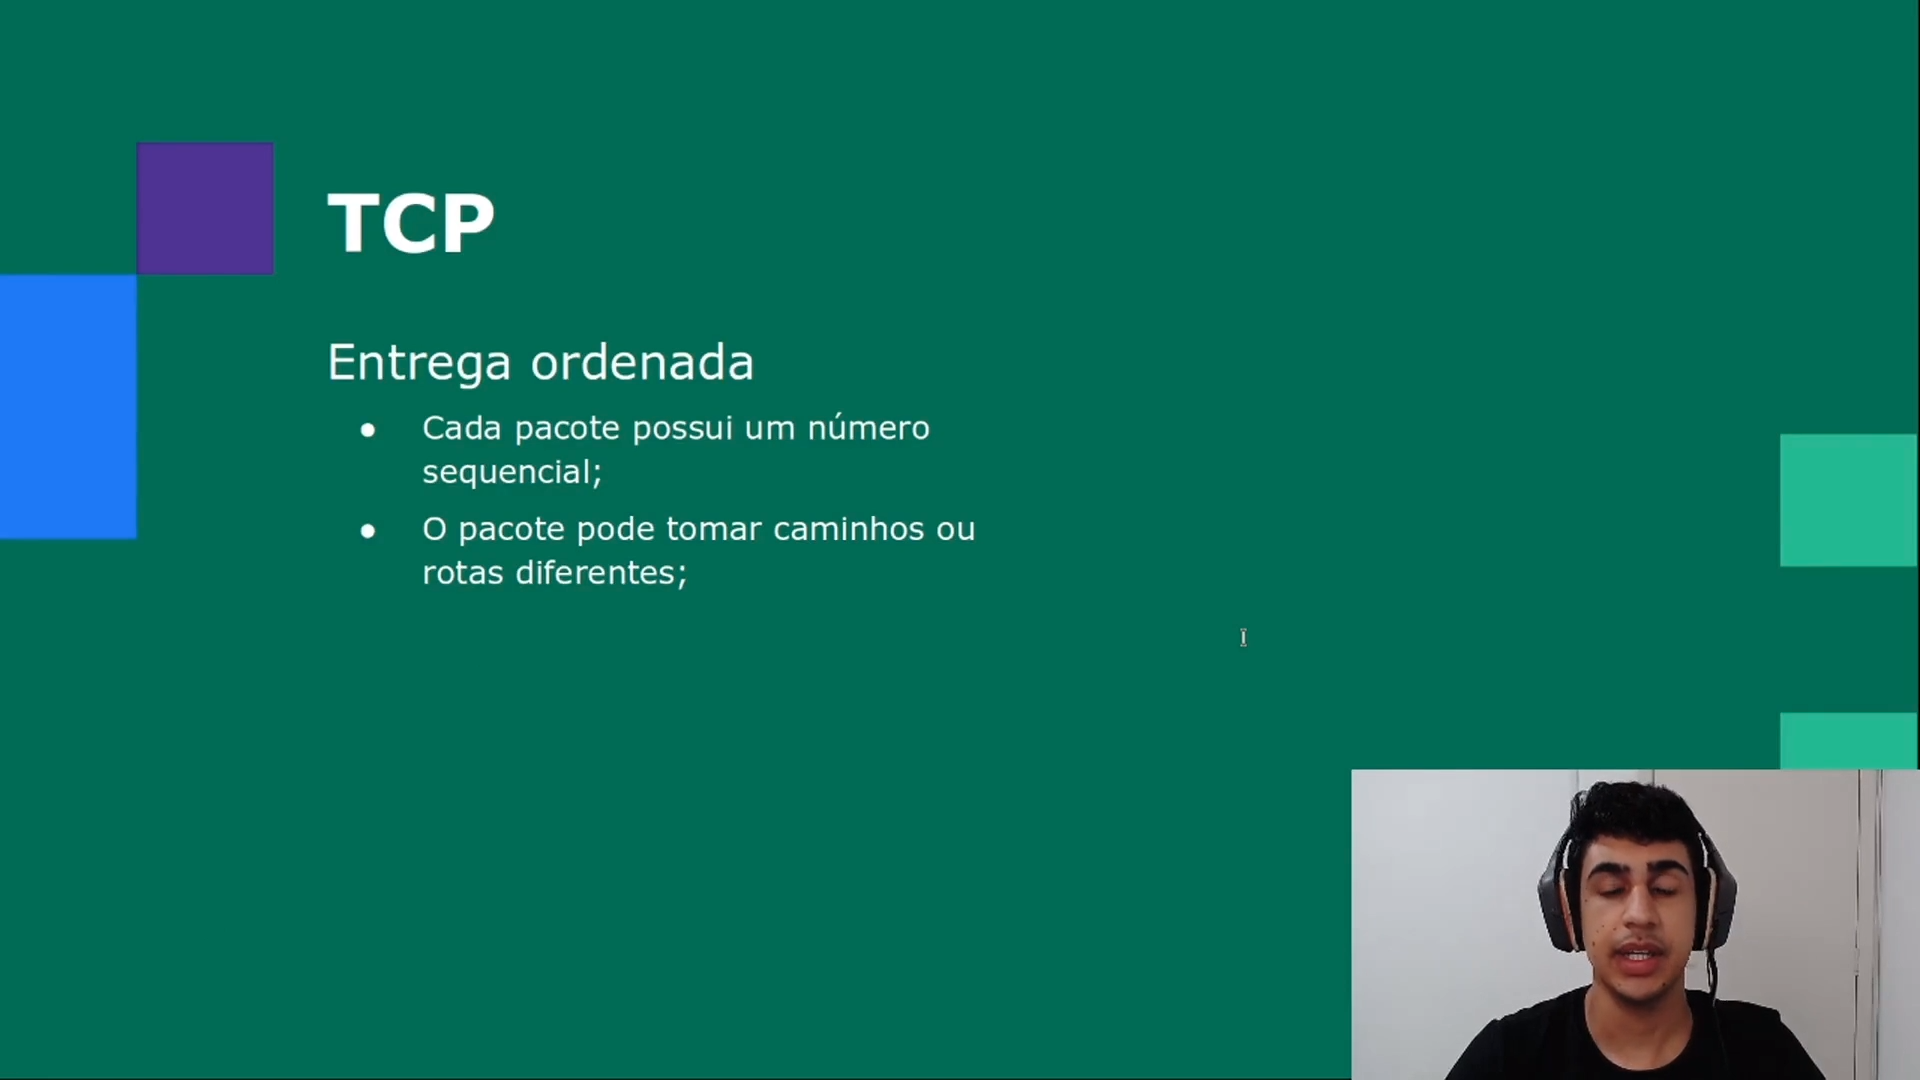 TCP
Entrega ordenada
● Cada pacote possui um número
sequencial;
● O pacote pode tomar caminhos ou
rotas diferentes;